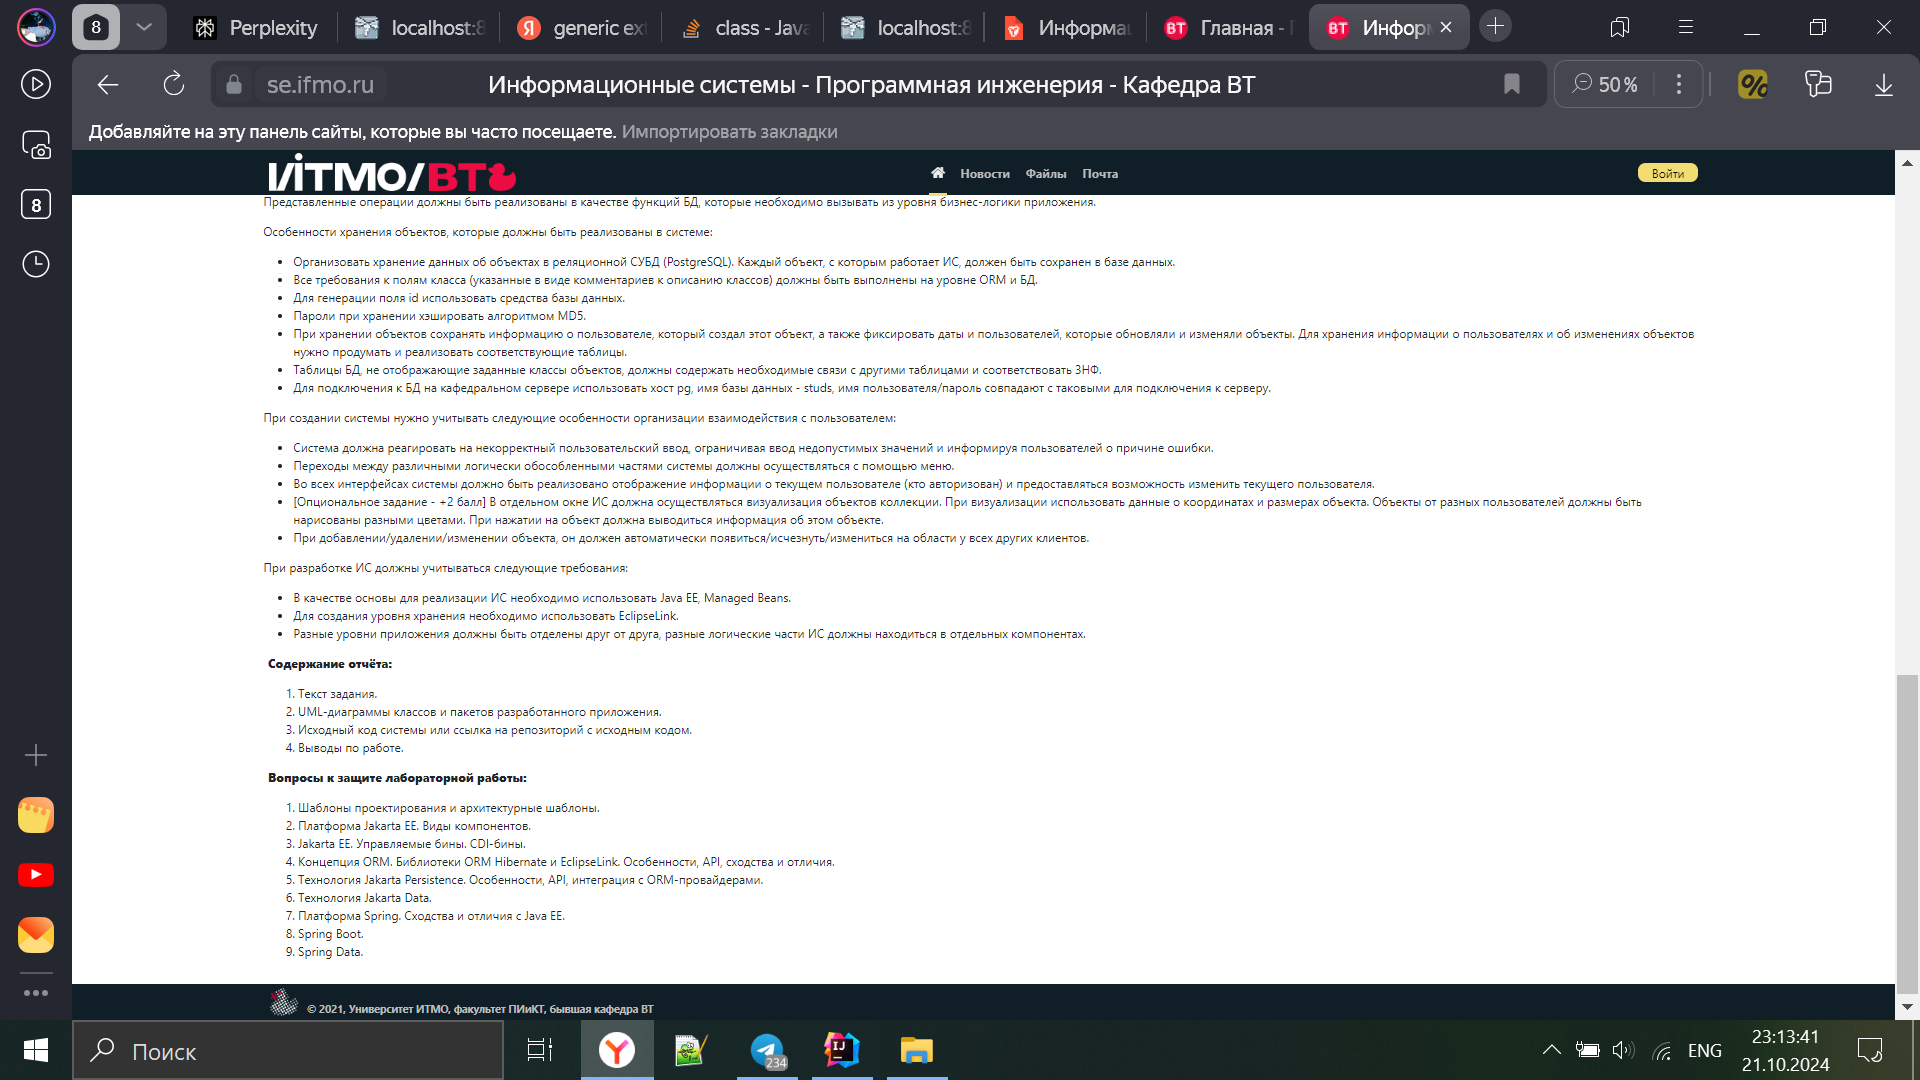 8
Perplexity
localhost:8
generic ext
class - Java
localhost:8
Информац
Главная - П
Информ
se.ifmo.ru
Информационные системы - Программная инженерия - Кафедра ВТ
50 %
Добавляйте на эту панель сайты, которые вы часто посещаете. Импортировать закладки
8
ИТМО/ВТ
Новости
Файлы
Почта
Войти
Представленные операции должны быть реализованы в качестве функций БД, которые необходимо вызывать из уровня бизнес-логики приложения.
Особенности хранения объектов, которые должны быть реализованы в системе:
• Организовать хранение данных об объектах в реляционной СУБД (PostgreSQL). Каждый объект, с которым работает ИС, должен быть сохранен в базе данных.
• Все требования к полям класса (указанные в виде комментариев к описанию классов) должны быть выполнены на уровне ORM и БД.
• Для генерации поля id использовать средства базы данных.
• Пароли при хранении хэшировать алгоритмом MD5.
• При хранении объектов сохранять информацию о пользователе, который создал этот объект, а также фиксировать даты и пользователей, которые обновляли и изменяли объекты. Для хранения информации о пользователях и об изменениях объектов
нужно продумать и реализовать соответствующие таблицы.
• Таблицы БД, не отображающие заданные классы объектов, должны содержать необходимые связи с другими таблицами и соответствовать 3НФ.
• Для подключения к БД на кафедральном сервере использовать хост pg, имя базы данных - studs, имя пользователя/пароль совпадают с таковыми для подключения к серверу.
При создании системы нужно учитывать следующие особенности организации взаимодействия с пользователем:
• Система должна реагировать на некорректный пользовательский ввод, ограничивая ввод недопустимых значений и информируя пользователей о причине ошибки.
• Переходы между различными логически обособленными частями системы должны осуществляться с помощью меню.
• Во всех интерфейсах системы должно быть реализовано отображение информации о текущем пользователе (кто авторизован) и предоставляться возможность изменить текущего пользователя.
• [Опциональное задание - +2 балл] В отдельном окне ИС должна осуществляться визуализация объектов коллекции. При визуализации использовать данные о координатах и размерах объекта. Объекты от разных пользователей должны быть
нарисованы разными цветами. При нажатии на объект должна выводиться информация об этом объекте.
• При добавлении/удалении/изменении объекта, он должен автоматически появиться/исчезнуть/измениться на области у всех других клиентов.
При разработке ИС должны учитываться следующие требования:
• В качестве основы для реализации ИС необходимо использовать Java EE, Managed Beans.
• Для создания уровня хранения необходимо использовать EclipseLink.
• Разные уровни приложения должны быть отделены друг от друга, разные логические части ИС должны находиться в отдельных компонентах.
Содержание отчёта:
1. Текст задания.
2. UML-диаграммы классов и пакетов разработанного приложения.
3. Исходный код системы или ссылка на репозиторий с исходным кодом.
4. Выводы по работе.
Вопросы к защите лабораторной работы:
1. Шаблоны проектирования и архитектурные шаблоны.
2. Платформа Jakarta EE. Виды компонентов.
3. Jakarta EE. Управляемые бины. CDI-бины.
4. Концепция ORM. Библиотеки ORM Hibernate и EclipseLink. Особенности, API, сходства и отличия.
5. Технология Jakarta Persistence. Особенности, API, интеграция с ORM-провайдерами.
6. Технология Jakarta Data.
7. Платформа Spring. Сходства и отличия с Java EE.
8. Spring Boot.
9. Spring Data.
© 2021, Университет ИТМО, факультет ПИиКТ, бывшая кафедра ВТ
Поиск
234
ENG
23:13:41
21.10.2024